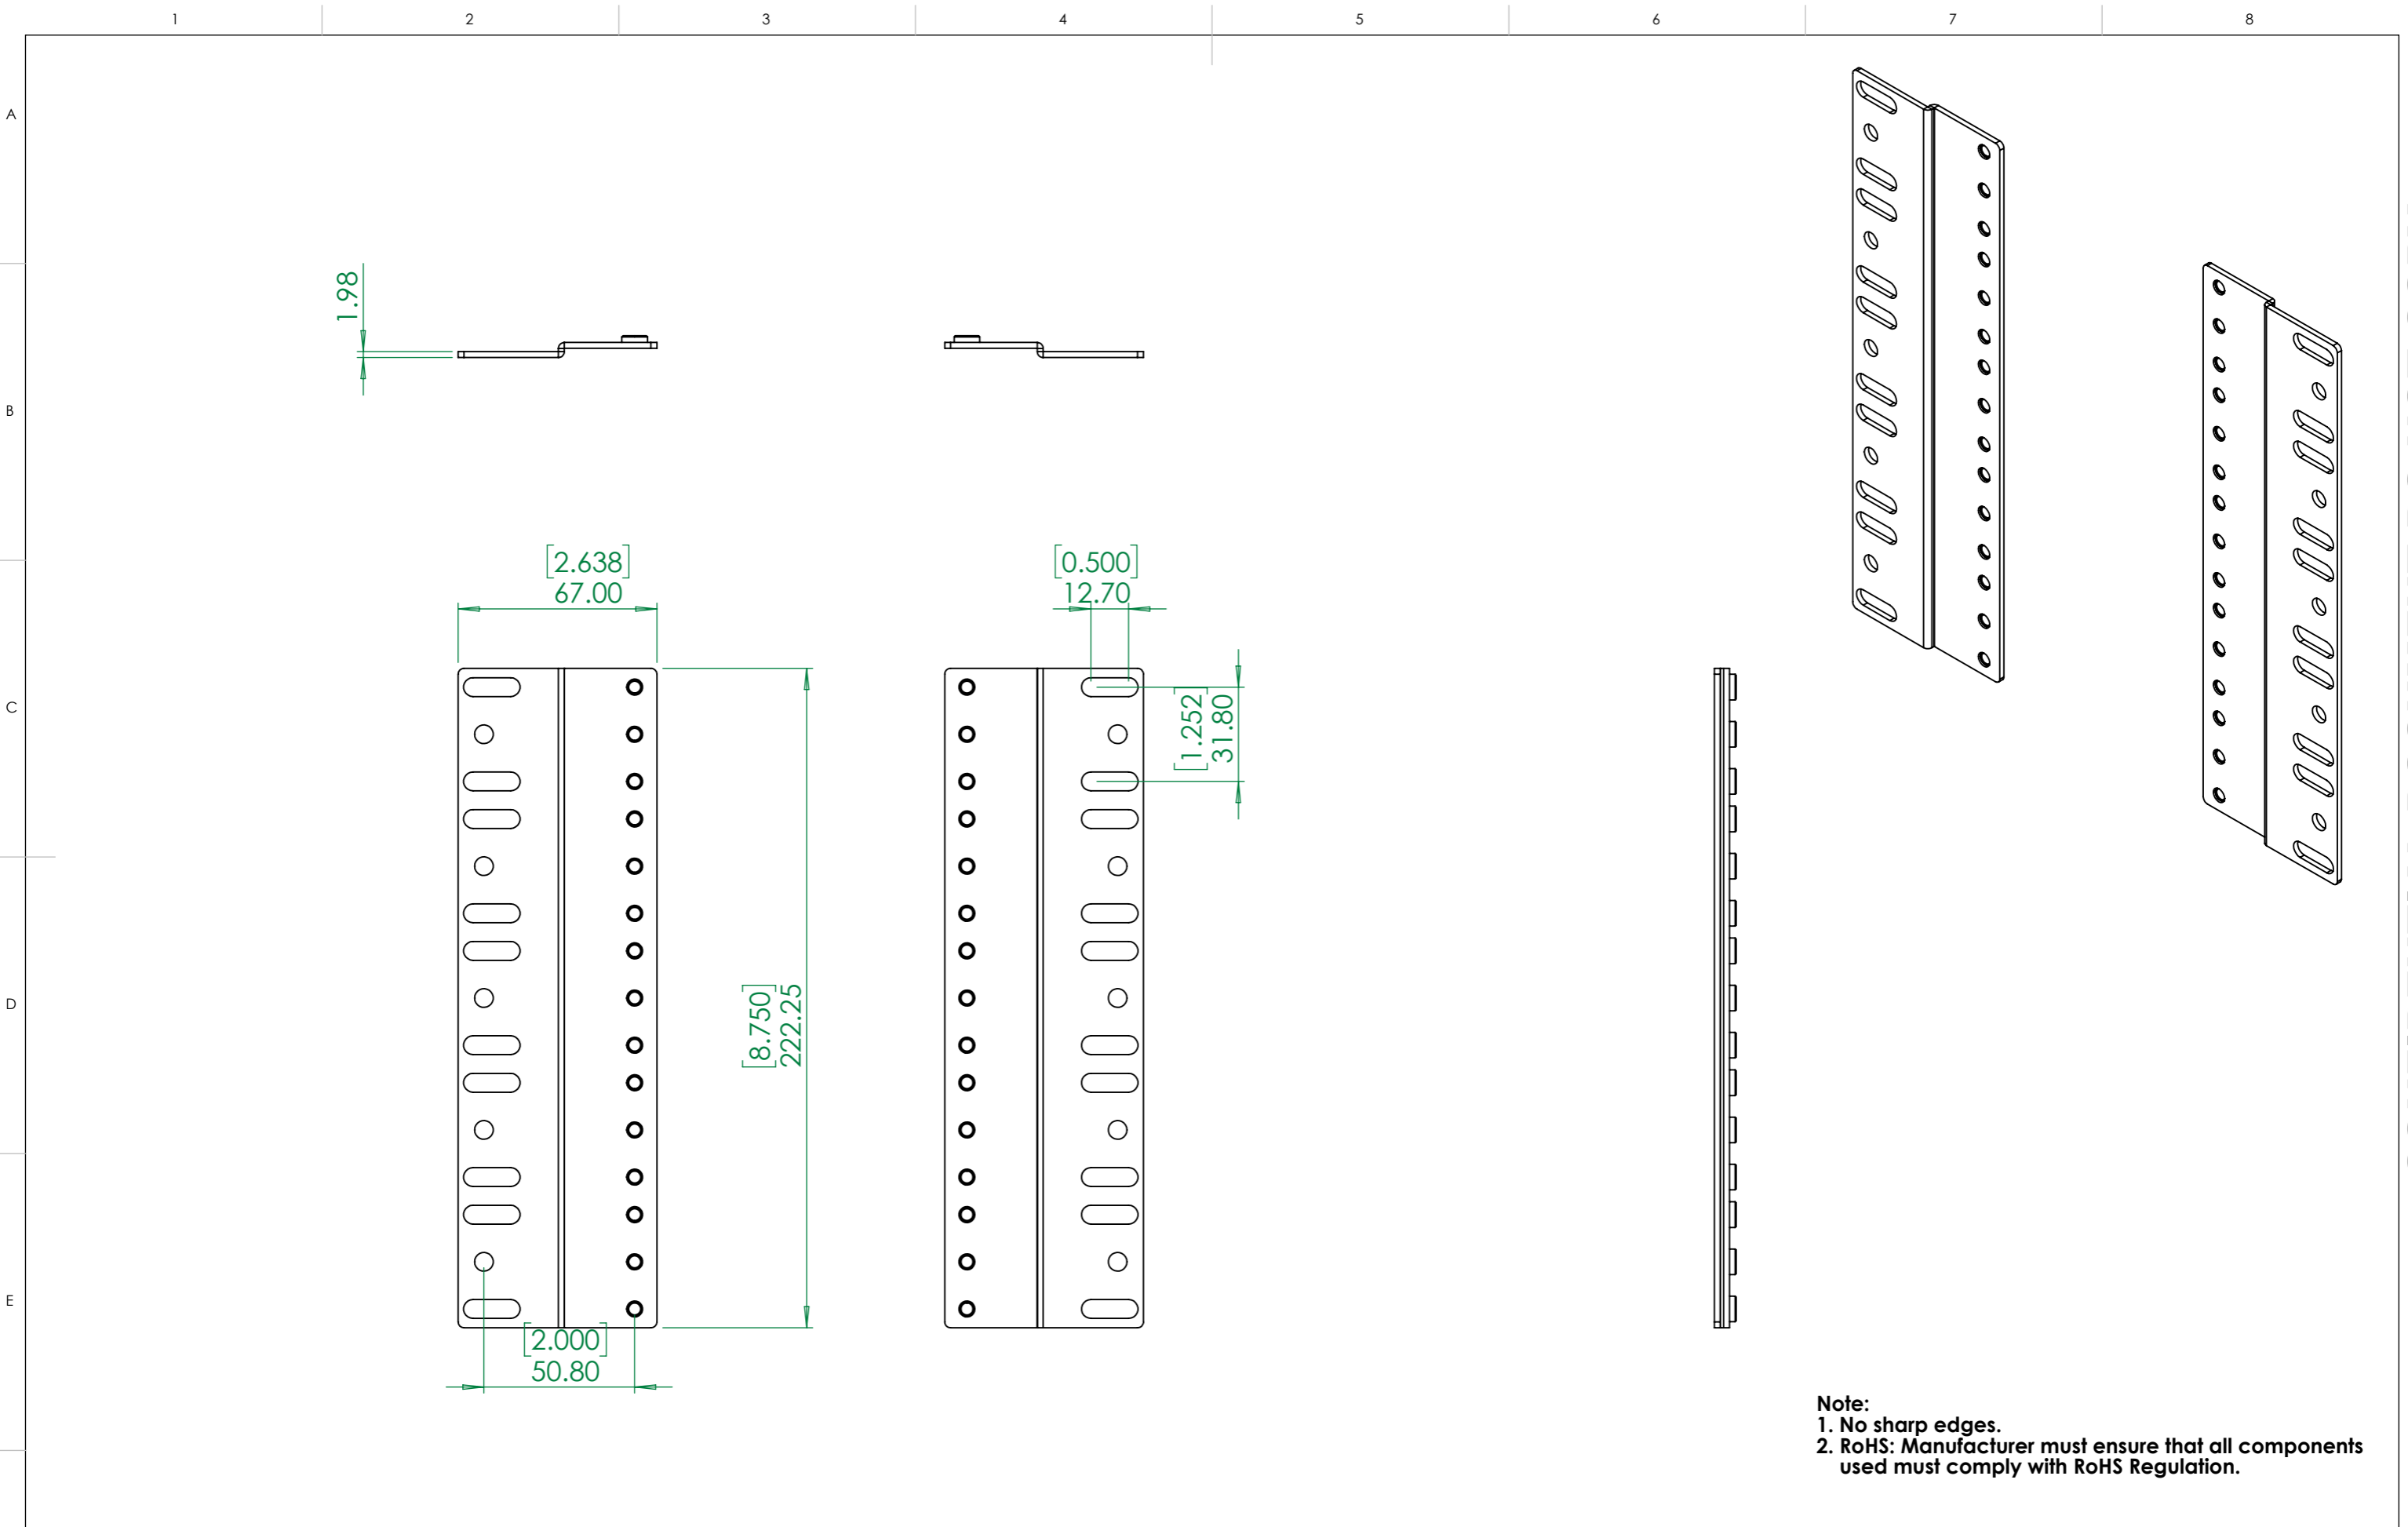 1 2 3 4 5 6 7 8
A
B
C
D
E
1.98
[2.638]
67.00
[0.500]
12.70
[1.252]
31.80
[8.750]
222.25
[2.000]
50.80
Note:
1. No sharp edges.
2. RoHS: Manufacturer must ensure that all components
used must comply with RoHS Regulation.